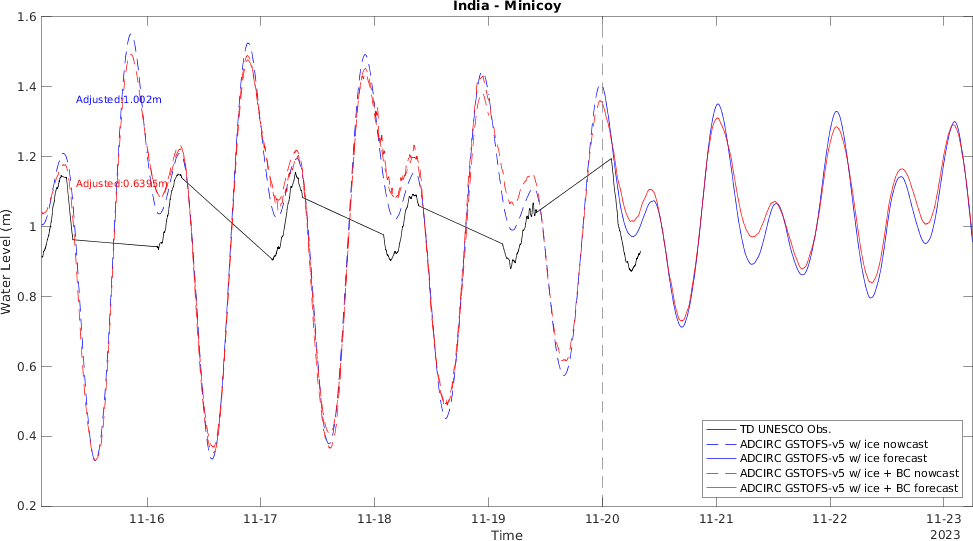 India - Minicoy
1.6
1.4
1.2
1
0.8
0.6
0.4
0.2
Water Level (m)
Adjusted:1.002m
Adjusted:0.6395m
TD UNESCO Obs.
ADCIRC GSTOFS-v5 w/ ice nowcast
ADCIRC GSTOFS-v5 w/ ice forecast
ADCIRC GSTOFS-v5 w/ ice + BC nowcast
ADCIRC GSTOFS-v5 w/ ice + BC forecast
11-16 11-17 11-18 11-19 11-20 11-21 11-22 11-23
Time 2023